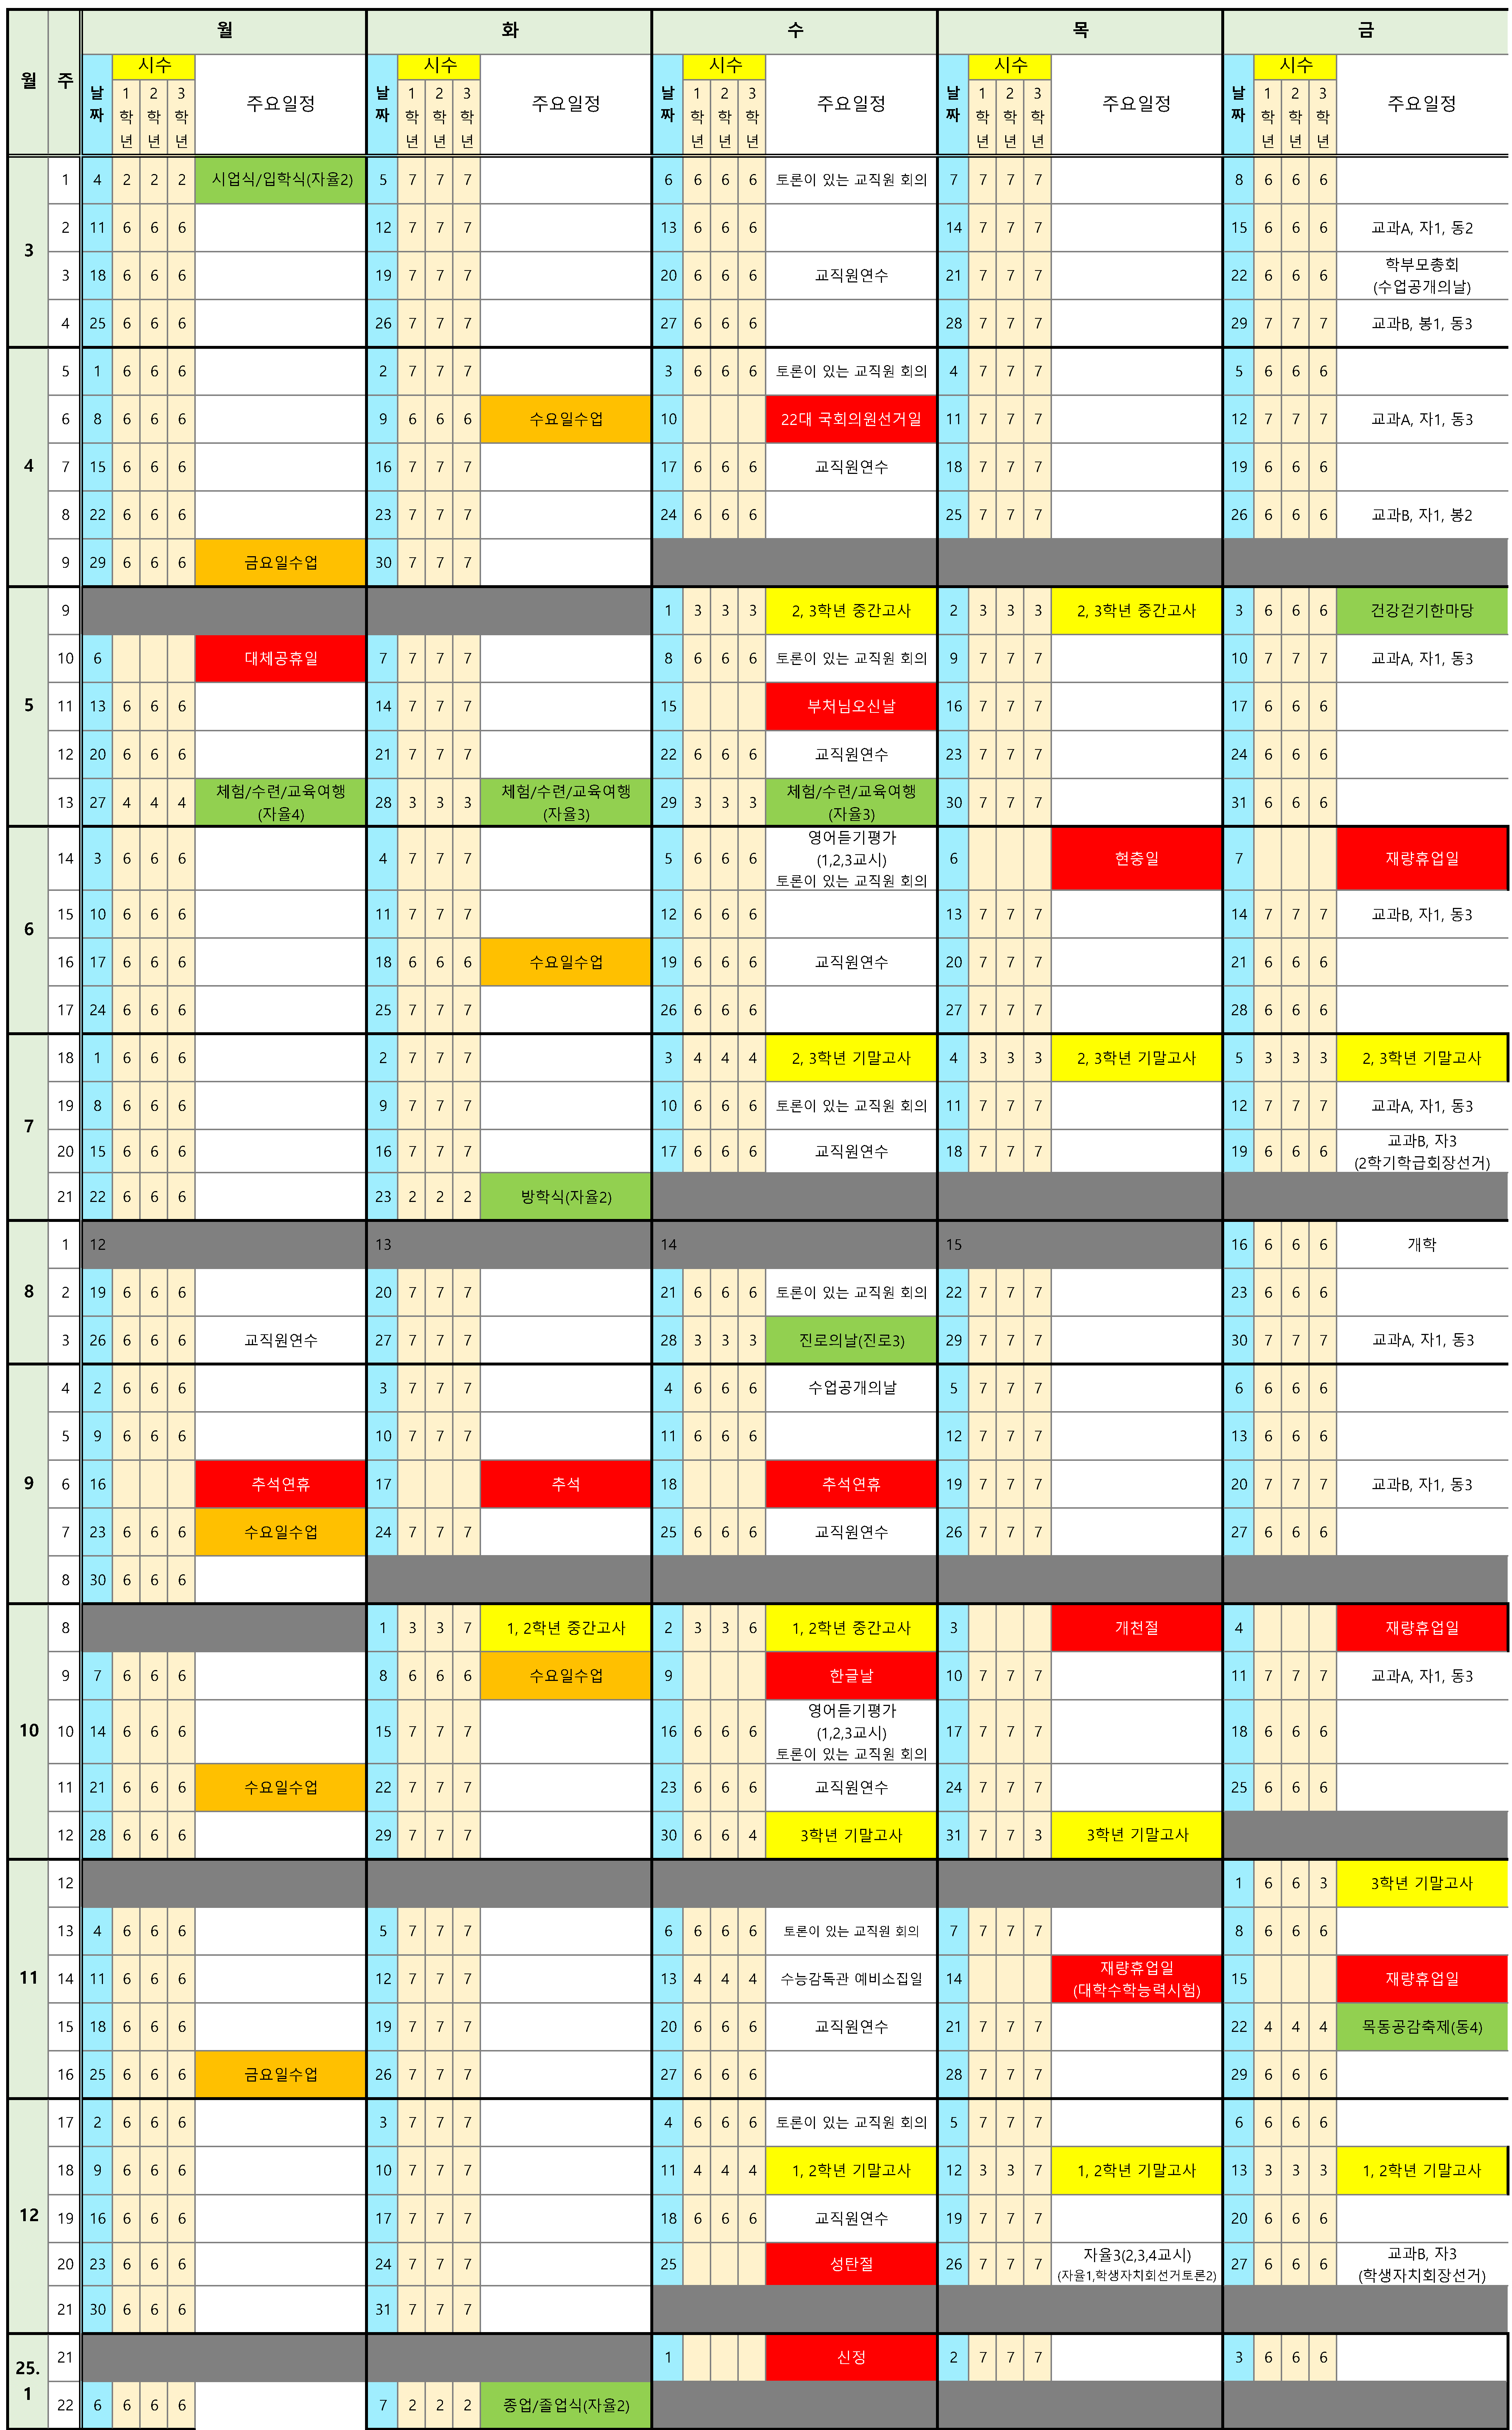 월 주 월 화 수 목 금
날짜 시수 주요일정 날짜 시수 주요일정 날짜 시수 주요일정 날짜 시수 주요일정 날짜 시수 주요일정
1학년 2학년 3학년 1학년 2학년 3학년 1학년 2학년 3학년 1학년 2학년 3학년 1학년 2학년 3학년
3
1 4 2 2 2 시업식/입학식(자율2) 5 7 7 7 6 6 6 6 토론이 있는 교직원 회의 7 7 7 7 8 6 6 6
2 11 6 6 6 12 7 7 7 13 6 6 6 14 7 7 7 15 6 6 6 교과A, 자1, 동2
3 18 6 6 6 19 7 7 7 20 6 6 6 교직원연수 21 7 7 7 22 6 6 6 학부모총회
(수업공개의날)
4 25 6 6 6 26 7 7 7 27 6 6 6 28 7 7 7 29 7 7 7 교과B, 봉1, 동3
4
5 1 6 6 6 2 7 7 7 3 6 6 6 토론이 있는 교직원 회의 4 7 7 7 5 6 6 6
6 8 6 6 6 9 6 6 6 수요일수업 10 22대 국회의원선거일 11 7 7 7 12 7 7 7 교과A, 자1, 동3
7 15 6 6 6 16 7 7 7 17 6 6 6 교직원연수 18 7 7 7 19 6 6 6
8 22 6 6 6 23 7 7 7 24 6 6 6 25 7 7 7 26 6 6 6 교과B, 자1, 봉2
9 29 6 6 6 금요일수업 30 7 7 7
5
9 1 3 3 3 2, 3학년 중간고사 2 3 3 3 2, 3학년 중간고사 3 6 6 6 건강걷기한마당
10 6 대체공휴일 7 7 7 7 8 6 6 6 토론이 있는 교직원 회의 9 7 7 7 10 7 7 7 교과A, 자1, 동3
11 13 6 6 6 14 7 7 7 15 부처님오신날 16 7 7 7 17 6 6 6
12 20 6 6 6 21 7 7 7 22 6 6 6 교직원연수 23 7 7 7 24 6 6 6
13 27 4 4 4 체험/수련/교육여행 28 3 3 3 체험/수련/교육여행 29 3 3 3 체험/수련/교육여행 30 7 7 7 31 6 6 6
(자율4) (자율3) (자율3)
6
14 3 6 6 6 4 7 7 7 5 6 6 6 영어듣기평가 6 현충일 7 재량휴업일
(1,2,3교시)
토론이 있는 교직원 회의
15 10 6 6 6 11 7 7 7 12 6 6 6 13 7 7 7 14 7 7 7 교과B, 자1, 동3
16 17 6 6 6 18 6 6 6 수요일수업 19 6 6 6 교직원연수 20 7 7 7 21 6 6 6
17 24 6 6 6 25 7 7 7 26 6 6 6 27 7 7 7 28 6 6 6
7
18 1 6 6 6 2 7 7 7 3 4 4 4 2, 3학년 기말고사 4 3 3 3 2, 3학년 기말고사 5 3 3 3 2, 3학년 기말고사
19 8 6 6 6 9 7 7 7 10 6 6 6 토론이 있는 교직원 회의 11 7 7 7 12 7 7 7 교과A, 자1, 동3
20 15 6 6 6 16 7 7 7 17 6 6 6 교직원연수 18 7 7 7 19 6 6 6 교과B, 자3
(2학기학급회장선거)
21 22 6 6 6 23 2 2 2 방학식(자율2)
8
1 12 13 14 15 16 6 6 6 개학
2 19 6 6 6 20 7 7 7 21 6 6 6 토론이 있는 교직원 회의 22 7 7 7 23 6 6 6
3 26 6 6 6 교직원연수 27 7 7 7 28 3 3 3 진로의날(진로3) 29 7 7 7 30 7 7 7 교과A, 자1, 동3
9
4 2 6 6 6 3 7 7 7 4 6 6 6 수업공개의날 5 7 7 7 6 6 6 6
5 9 6 6 6 10 7 7 7 11 6 6 6 12 7 7 7 13 6 6 6
6 16 추석연휴 17 추석 18 추석연휴 19 7 7 7 20 7 7 7 교과B, 자1, 동3
7 23 6 6 6 수요일수업 24 7 7 7 25 6 6 6 교직원연수 26 7 7 7 27 6 6 6
8 30 6 6 6
10
8 1 3 3 7 1, 2학년 중간고사 2 3 3 6 1, 2학년 중간고사 3 개천절 4 재량휴업일
9 7 6 6 6 8 6 6 6 수요일수업 9 한글날 10 7 7 7 11 7 7 7 교과A, 자1, 동3
10 14 6 6 6 15 7 7 7 16 6 6 6 영어듣기평가 17 7 7 7 18 6 6 6
(1,2,3교시)
토론이 있는 교직원 회의
11 21 6 6 6 수요일수업 22 7 7 7 23 6 6 6 교직원연수 24 7 7 7 25 6 6 6
12 28 6 6 6 29 7 7 7 30 6 6 4 3학년 기말고사 31 7 7 3 3학년 기말고사
11
12 1 6 6 3 3학년 기말고사
13 4 6 6 6 5 7 7 7 6 6 6 6 토론이 있는 교직원 회의 7 7 7 7 8 6 6 6
14 11 6 6 6 12 7 7 7 13 4 4 4 수능감독관 예비소집일 14 재량휴업일 15 재량휴업일
(대학수학능력시험)
15 18 6 6 6 19 7 7 7 20 6 6 6 교직원연수 21 7 7 7 22 4 4 4 목동공감축제(동4)
16 25 6 6 6 금요일수업 26 7 7 7 27 6 6 6 28 7 7 7 29 6 6 6
12
17 2 6 6 6 3 7 7 7 4 6 6 6 토론이 있는 교직원 회의 5 7 7 7 6 6 6 6
18 9 6 6 6 10 7 7 7 11 4 4 4 1, 2학년 기말고사 12 3 3 7 1, 2학년 기말고사 13 3 3 3 1, 2학년 기말고사
19 16 6 6 6 17 7 7 7 18 6 6 6 교직원연수 19 7 7 7 20 6 6 6
20 23 6 6 6 24 7 7 7 25 성탄절 26 7 7 7 자율3(2,3,4교시) 27 6 6 6 교과B, 자3
(자율1,학생자치회선거토론2) (학생자치회장선거)
21 30 6 6 6 31 7 7 7
25.
1
21 1 신정 2 7 7 7 3 6 6 6
22 6 6 6 6 7 2 2 2 종업/졸업식(자율2)